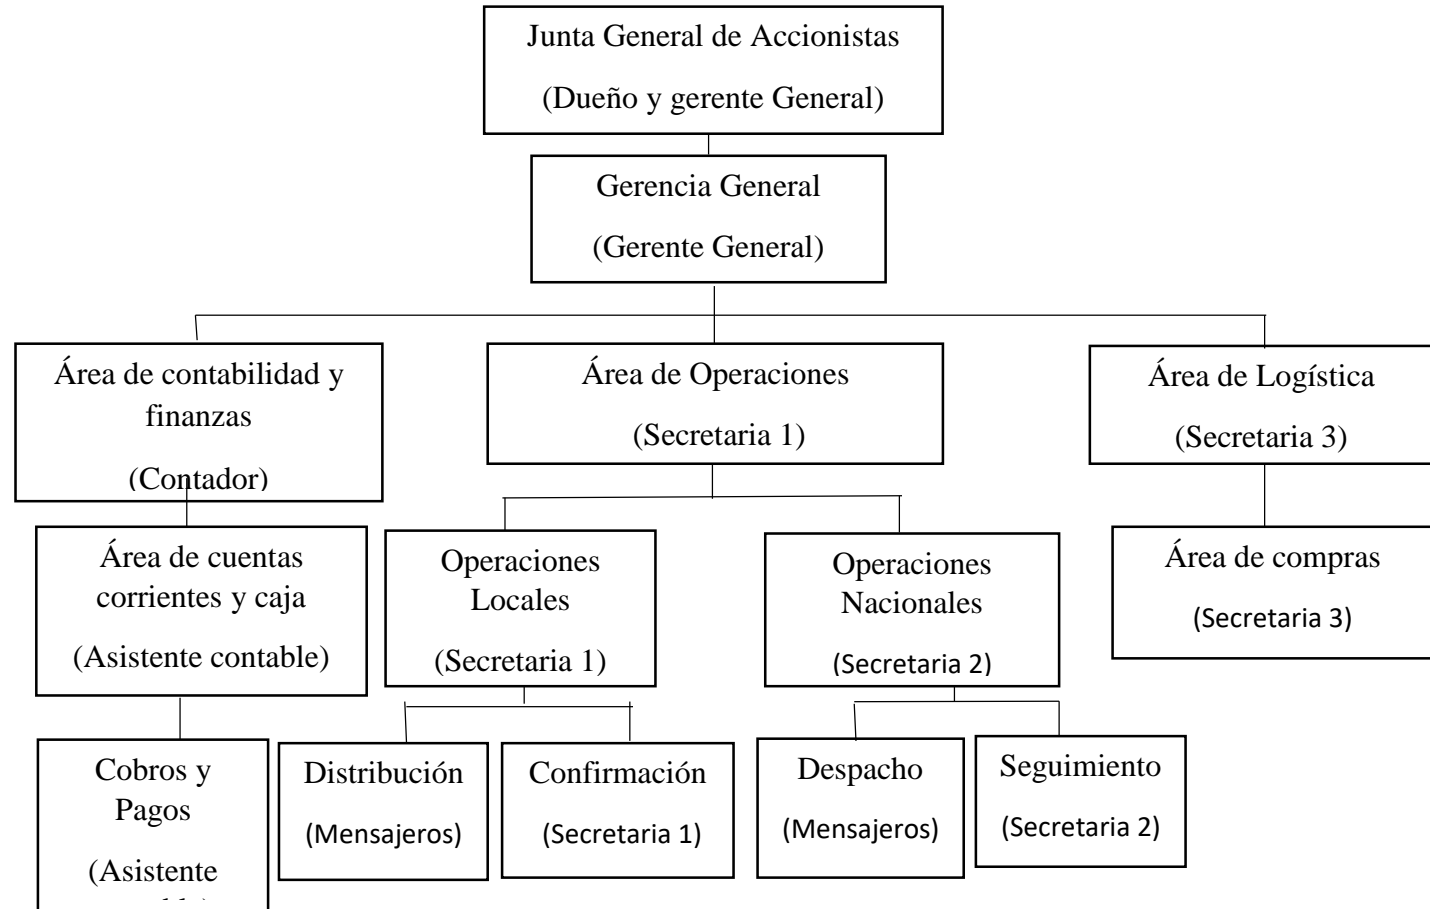 Junta General de Accionistas
(Dueño y gerente General)
Gerencia General
(Gerente General)
Área de contabilidad y
finanzas
(Contador)
Área de Operaciones
(Secretaria 1)
Área de Logística
(Secretaria 3)
Área de cuentas
corrientes y caja
(Asistente contable)
Operaciones
Locales
(Secretaria 1)
Operaciones
Nacionales
(Secretaria 2)
Área de compras
(Secretaria 3)
Cobros y
Pagos
(Asistente
Distribución
(Mensajeros)
Confirmación
(Secretaria 1)
Despacho
(Mensajeros)
Seguimiento
(Secretaria 2)